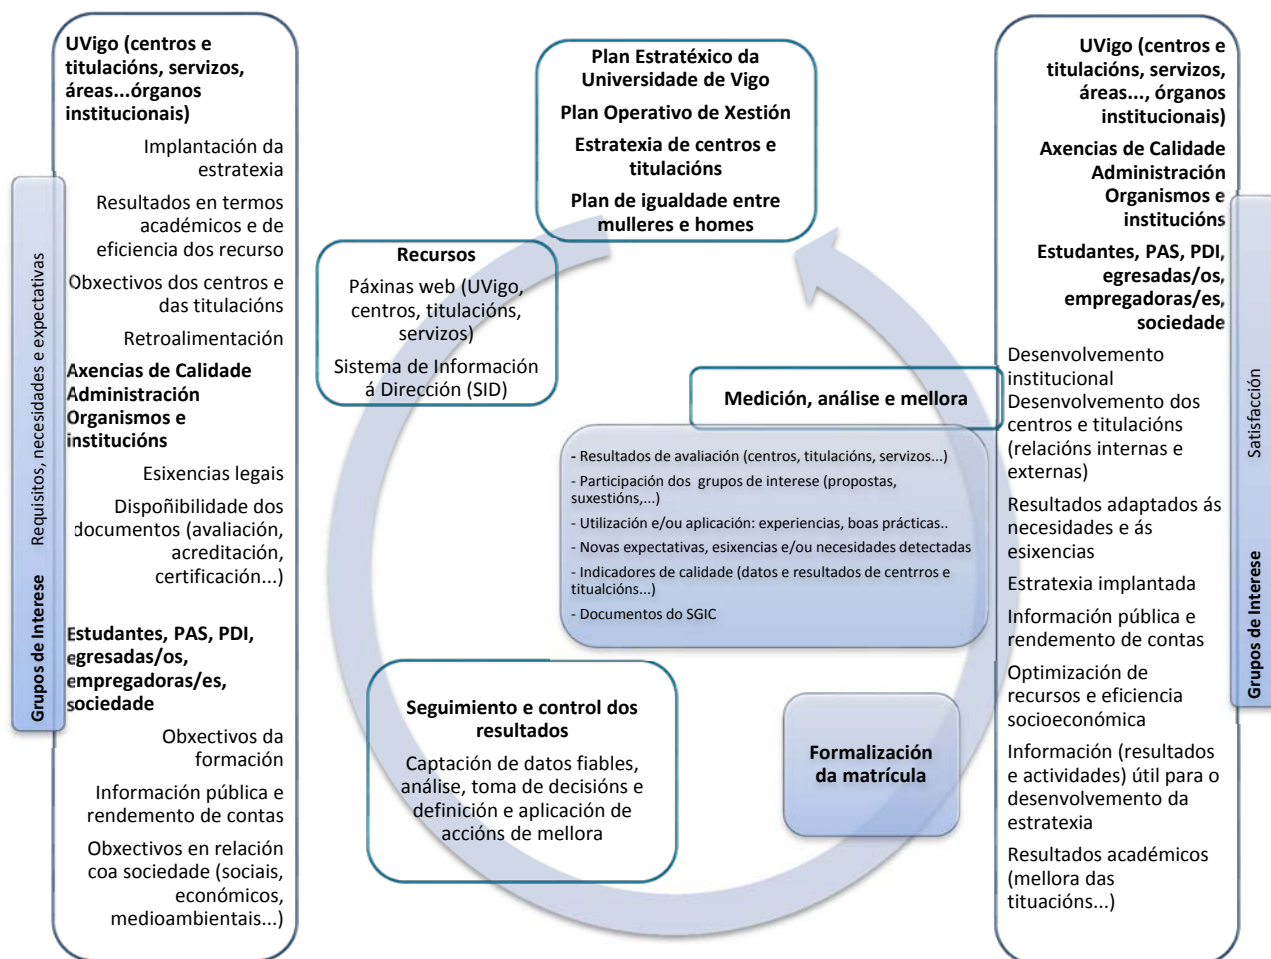 UVigo (centros e
titulacións, servizos,
áreas...órganos
institucionais)
Implantación da
estratexia
Resultados en termos
académicos e de
eficiencia dos recurso
Obxectivos dos centros e
das titulacións
Retroalimentación
Axencias de Calidade
Administración
Organismos e
institucións
Esixencias legais
Dispoñibilidade dos
documentos (avaliación,
acreditación,
certificación...)
Estudantes, PAS, PDI,
egresadas/os,
empregadoras/es,
sociedade
Obxectivos da
formación
Información pública e
rendemento de contas
Obxectivos en relación
coa sociedade (sociais,
económicos,
medioambientais...)
Grupos de Interese
Requisitos, necesidades e expectativas
Plan Estratéxico da
Universidade de Vigo
Plan Operativo de Xestión
Estratexia de centros e
titulacións
Plan de igualdade entre
mulleres e homes
Recursos
Páxinas web (UVigo,
centros, titulacións,
servizos)
Sistema de Información
á Dirección (SID)
Medición, análise e mellora
- Resultados de avaliación (centros, titulacións, servizos...)
- Participación dos grupos de interese (propostas,
suxestións,...)
- Utilización e/ou aplicación: experiencias, boas prácticas..
- Novas expectativas, esixencias e/ou necesidades detectadas
- Indicadores de calidade (datos e resultados de centrros e
titualcións...)
- Documentos do SGIC
Seguimiento e control dos
resultados
Captación de datos fiables,
análise, toma de decisións e
definición e aplicación de
accións de mellora
Formalización
da matrícula
UVigo (centros e
titulacións, servizos,
áreas..., órganos
institucionais)
Axencias de Calidade
Administración
Organismos e
institucións
Estudantes, PAS, PDI,
egresadas/os,
empregadoras/es,
sociedade
Desenvolvemento
institucional
Desenvolvemento dos
centros e titulacións
(relacións internas e
externas)
Resultados adaptados ás
necesidades e ás
esixencias
Estratexia implantada
Información pública e
rendemento de contas
Optimización de
recursos e eficiencia
socioeconómica
Información (resultados
e actividades) útil para o
desenvolvemento da
estratexia
Resultados académicos
(mellora das
tituacións...)
Grupos de Interese
Satisfacción